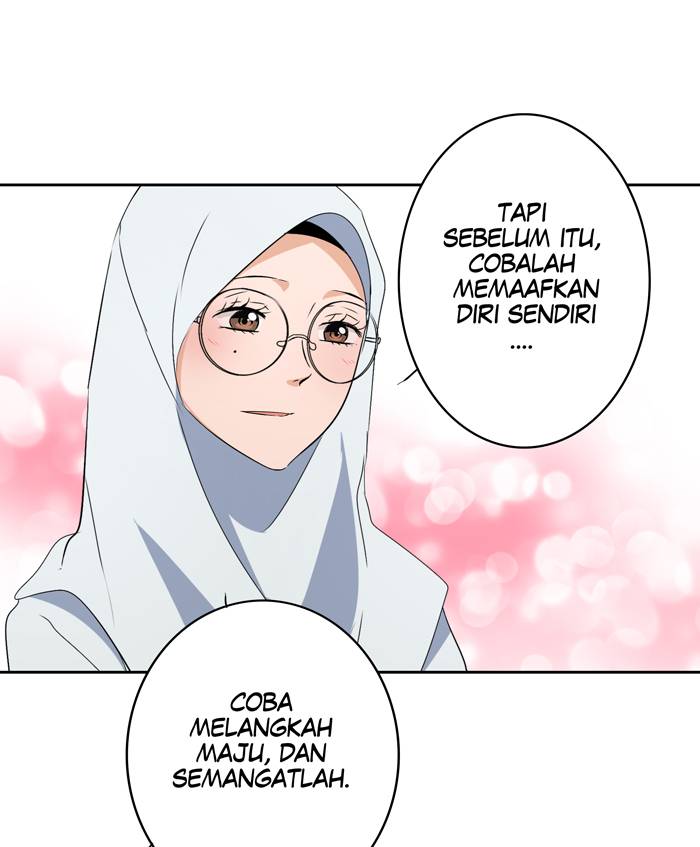 TAPI
SEBELUM ITU,
COBALAH
MEMAAFKAN
DIRI SENDIRI
....
COBA
MELANGKAH
MAJU, DAN
SEMANGATLAH.